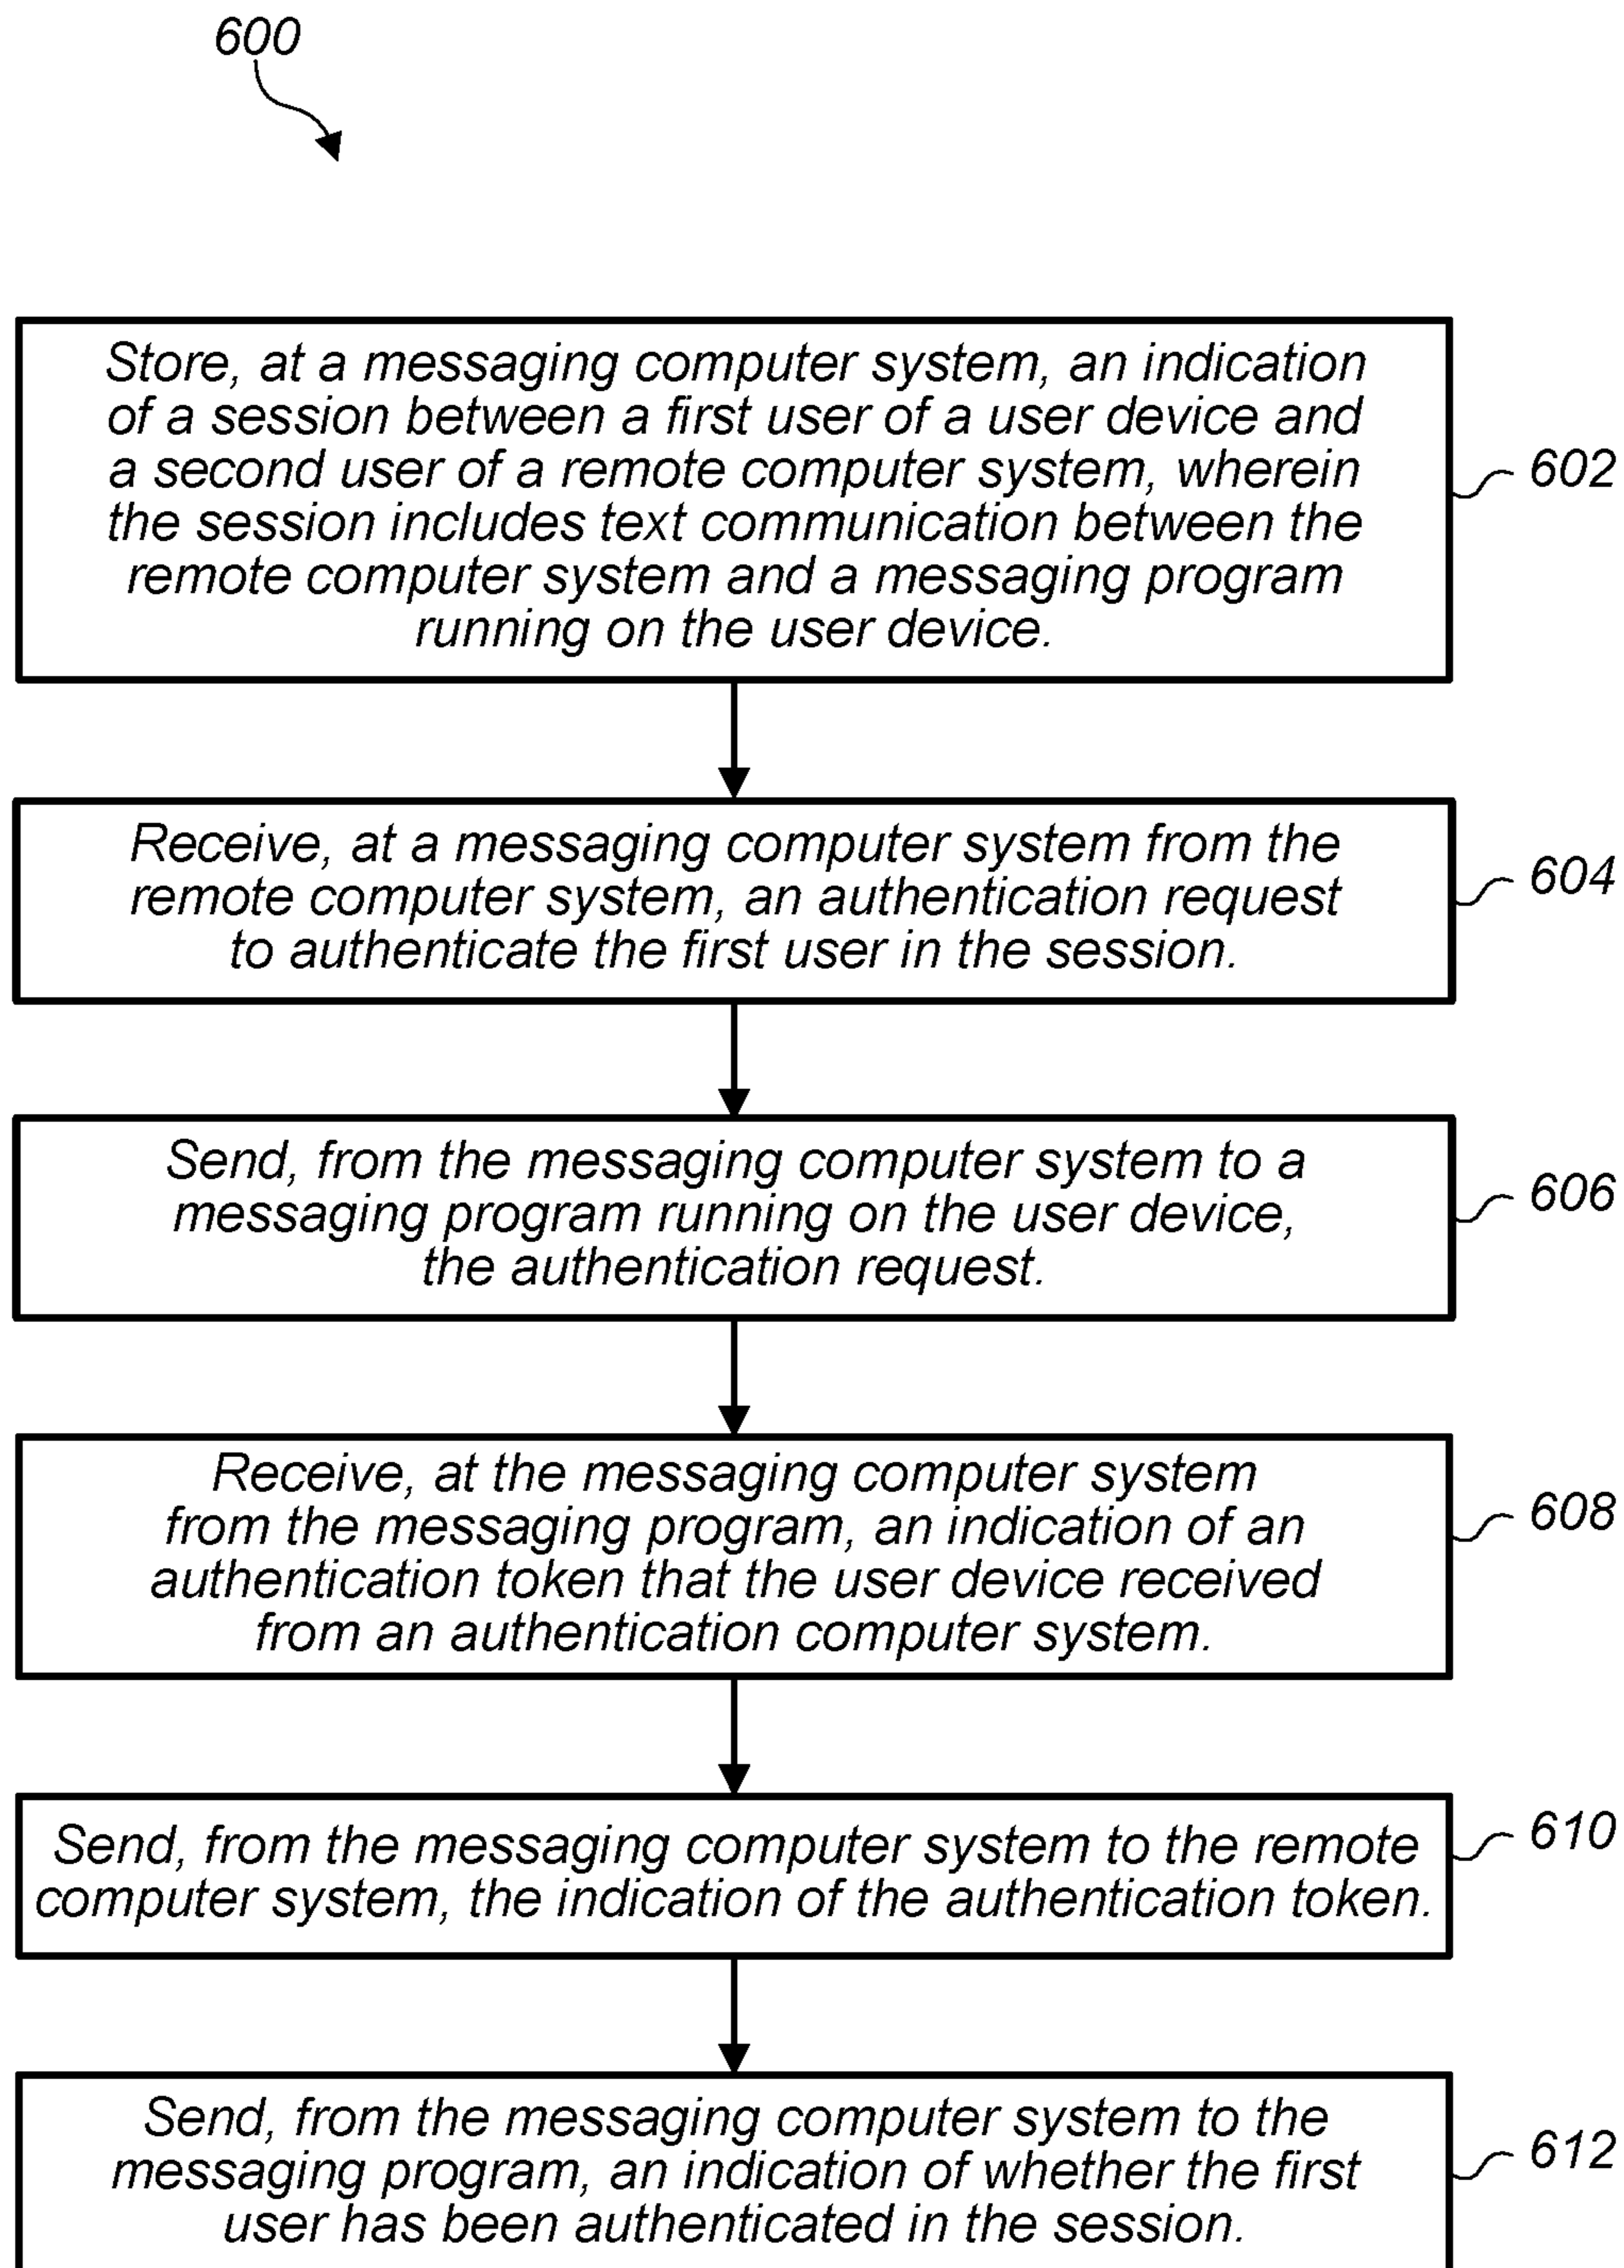 600
Store, at a messaging computer system, an indication
of a session between a first user of a user device and
a second user of a remote computer system, wherein
the session includes text communication between the
remote computer system and a messaging program
running on the user device.
602
Receive, at a messaging computer system from the
remote computer system, an authentication request
to authenticate the first user in the session.
604
Send, from the messaging computer system to a
messaging program running on the user device,
the authentication request.
606
Receive, at the messaging computer system
from the messaging program, an indication of an
authentication token that the user device received
from an authentication computer system.
608
Send, from the messaging computer system to the remote
computer system, the indication of the authentication token.
610
Send, from the messaging computer system to the
messaging program, an indication of whether the first
user has been authenticated in the session.
612